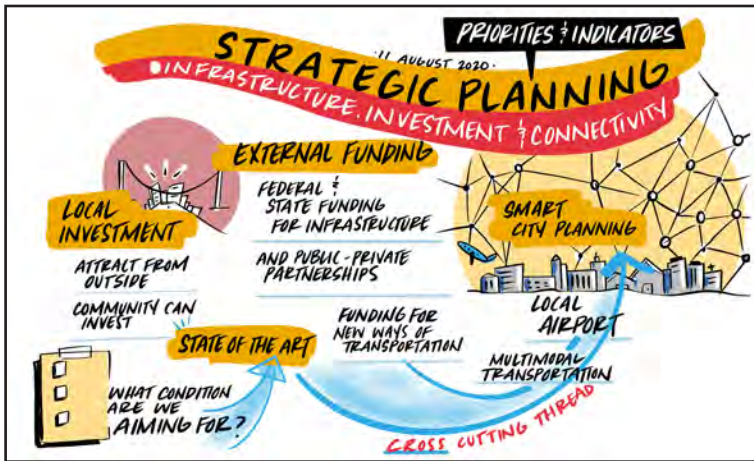 PRIORITIES & INDICATORS
·11 AUGUST 2020·
STRATEGIC PLANNING
INFRASTRUCTURE, INVESTMENT & CONNECTIVITY
EXTERNAL FUNDING
FEDERAL &
STATE FUNDING
FOR INFRASTRUCTURE
AND PUBLIC-PRIVATE
PARTNERSHIPS
LOCAL
INVESTMENT
ATTRACT FROM
OUTSIDE
COMMUNITY CAN
INVEST
SMART
CITY PLANNING
LOCAL
AIRPORT
MULTIMODAL
TRANSPORTATION
FUNDING FOR
NEW WAYS OF
TRANSPORTATION
STATE OF THE ART
WHAT CONDITION
ARE WE
AIMING FOR?
CROSS CUTTING THREAD